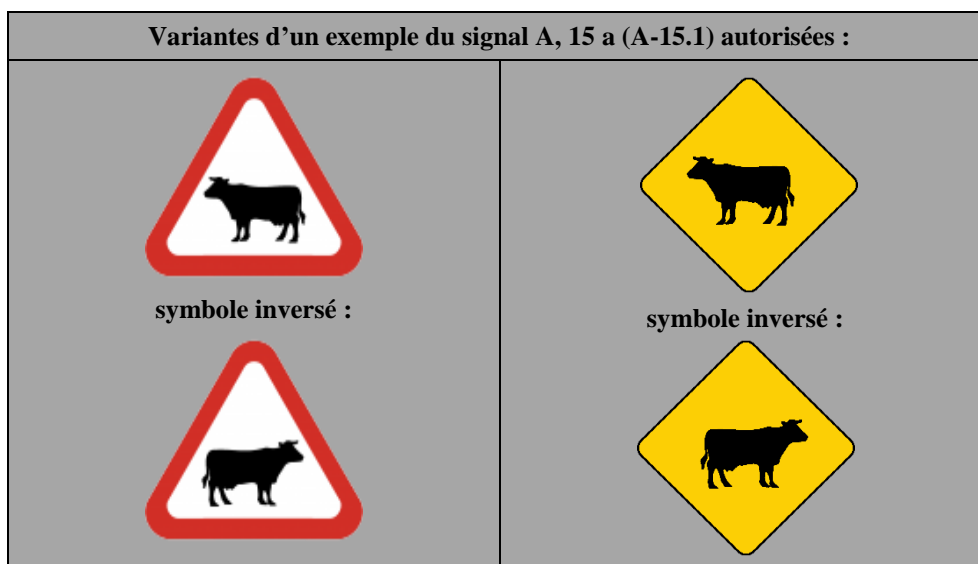 Variantes d’un exemple du signal A, 15 a (A-15.1) autorisées :
symbole inversé :
symbole inversé :